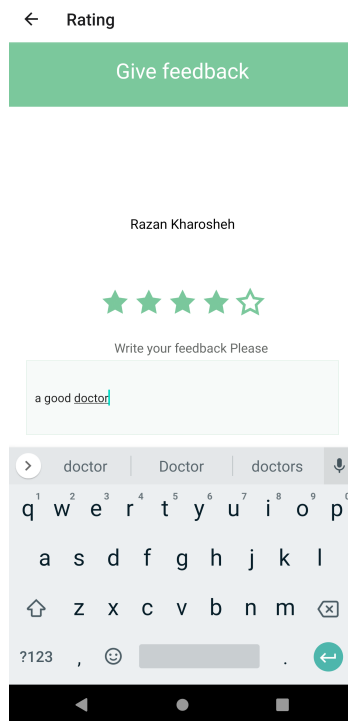 Rating
Give feedback
Razan Kharosheh
Write your feedback Please
a good doctor
doctor Doctor doctors
1 2 3 4 5 6 7 8 9 0
q w e r t y u i o p
a s d f g h j k l
z x c v b n m
?123 , .